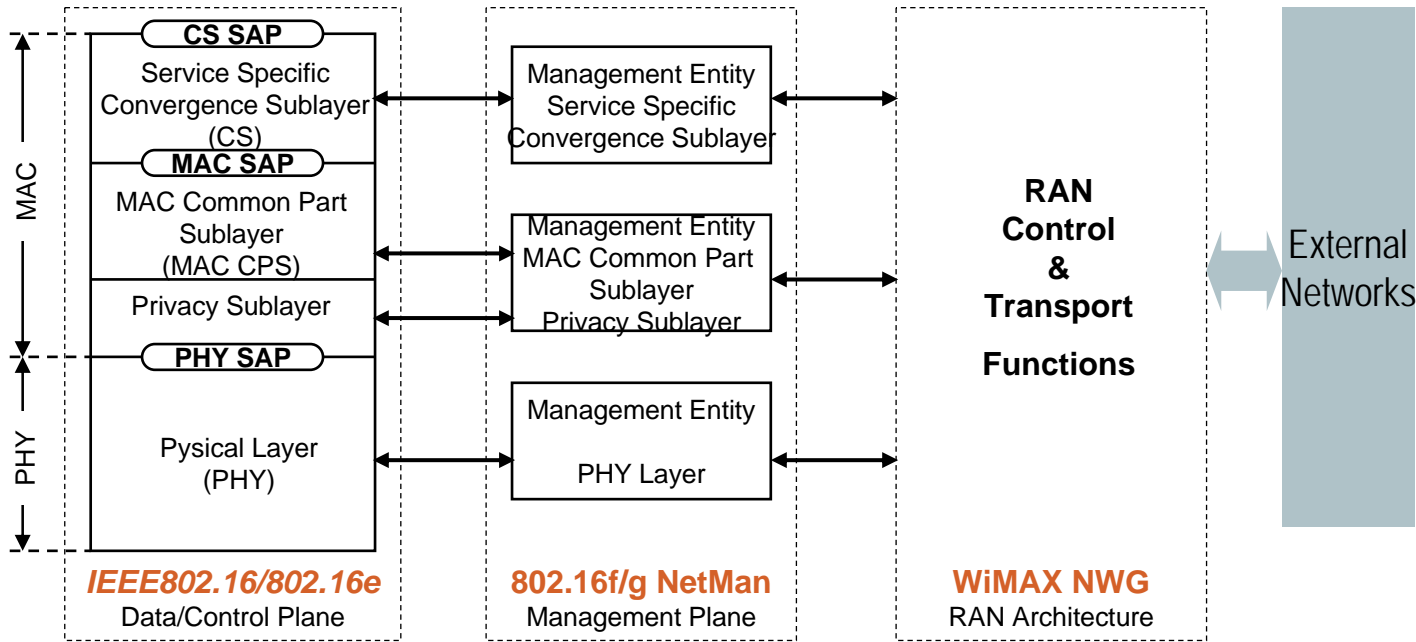 CS SAP
Service Specific
Convergence Sublayer
(CS)
MAC SAP
MAC Common Part
Sublayer
(MAC CPS)
Privacy Sublayer
PHY SAP
Pysical Layer
(PHY)
MAC
PHY
IEEE802.16/802.16e
Data/Control Plane
Management Entity
Service Specific
Convergence Sublayer
Management Entity
MAC Common Part
Sublayer
Privacy Sublayer
Management Entity
PHY Layer
802.16f/g NetMan
Management Plane
RAN
Control
&
Transport
Functions
WiMAX NWG
RAN Architecture
External
Networks